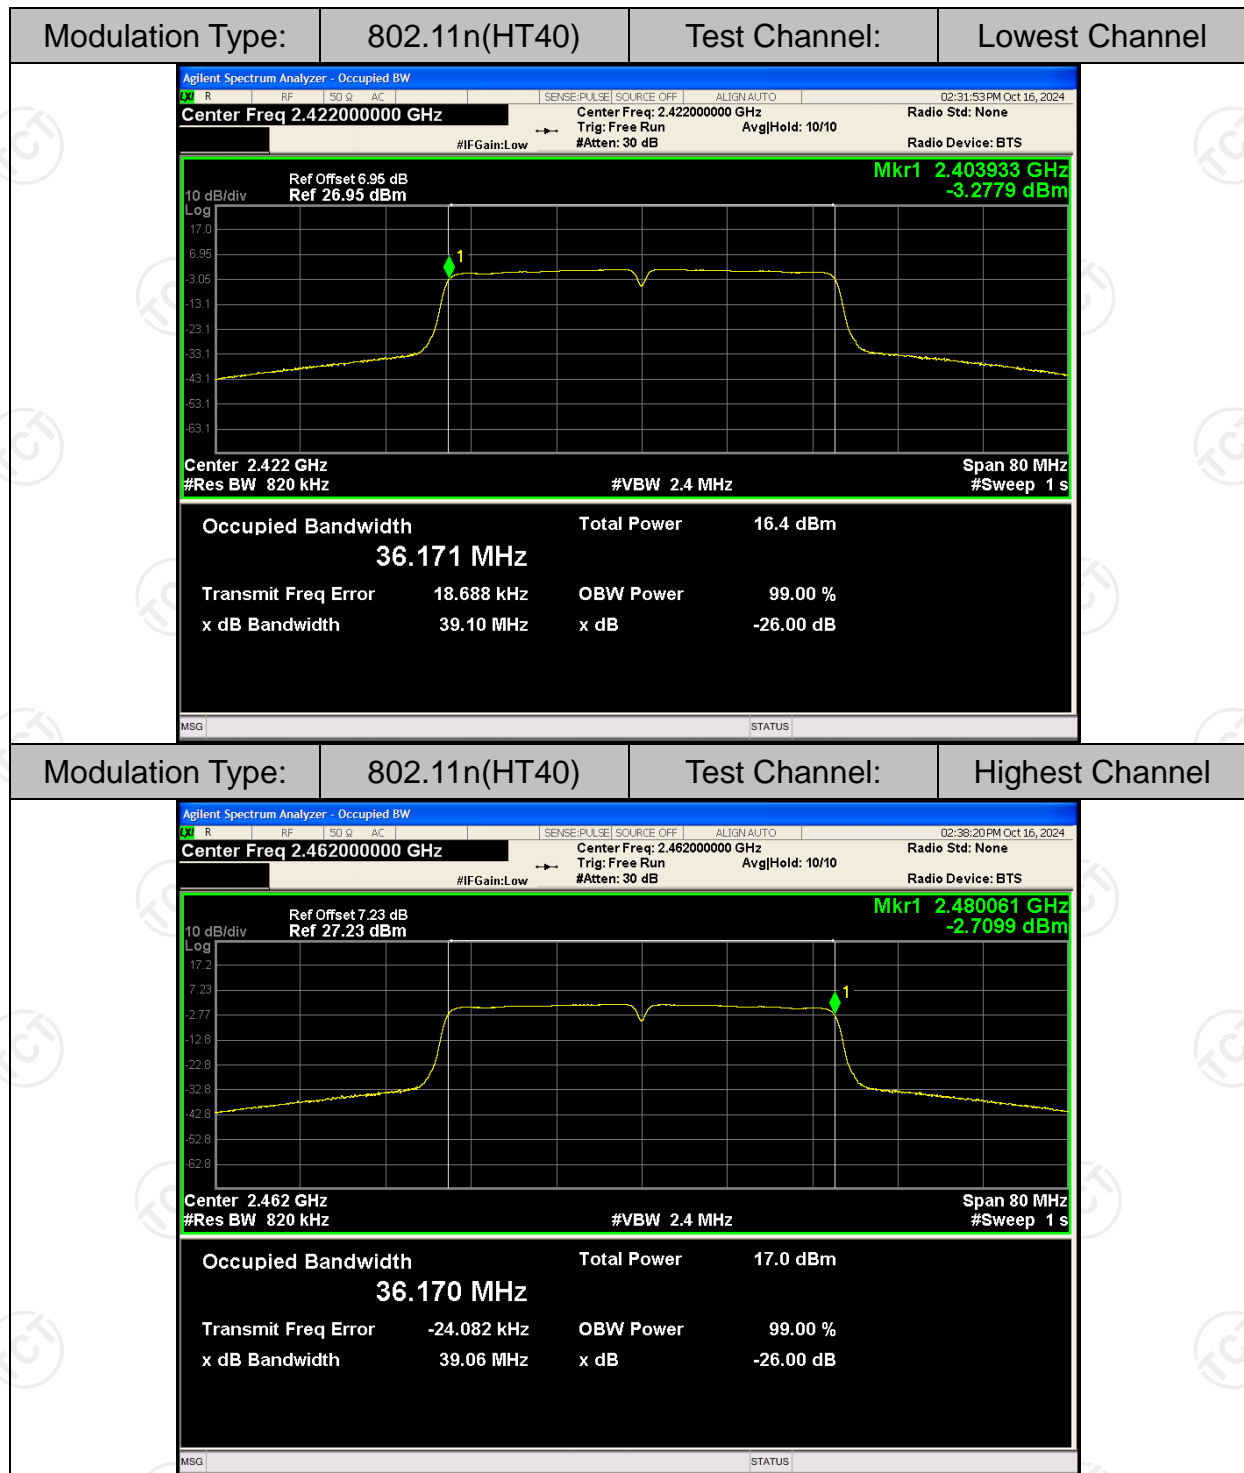 Modulation Type: 802.11n(HT40) Test Channel: Lowest Channel
Agilent Spectrum Analyzer - Occupied BW
LXI R RF 50 Ω AC SENSE:PULSE SOURCE OFF ALIGN AUTO 02:31:53 PM Oct 16, 2024
Center Freq 2.422000000 GHz Center Freq: 2.422000000 GHz Radio Std: None
Trig: Free Run Avg|Hold: 10/10
#IFGain:Low #Atten: 30 dB Radio Device: BTS
Mkr1 2.403933 GHz
Ref Offset 6.95 dB
10 dB/div Ref 26.95 dBm -3.2779 dBm
Log
17.0
6.95
1
-3.05
-13.1
-23.1
-33.1
-43.1
-53.1
-63.1
Center 2.422 GHz Span 80 MHz
#Res BW 820 kHz #VBW 2.4 MHz #Sweep 1 s
Occupied Bandwidth Total Power 16.4 dBm
36.171 MHz
Transmit Freq Error 18.688 kHz OBW Power 99.00 %
x dB Bandwidth 39.10 MHz x dB -26.00 dB
MSG STATUS
Modulation Type: 802.11n(HT40) Test Channel: Highest Channel
Agilent Spectrum Analyzer - Occupied BW
LXI R RF 50 Ω AC SENSE:PULSE SOURCE OFF ALIGN AUTO 02:38:20 PM Oct 16, 2024
Center Freq 2.462000000 GHz Center Freq: 2.462000000 GHz Radio Std: None
Trig: Free Run Avg|Hold: 10/10
#IFGain:Low #Atten: 30 dB Radio Device: BTS
Mkr1 2.480061 GHz
Ref Offset 7.23 dB
10 dB/div Ref 27.23 dBm -2.7099 dBm
Log
17.2
7.23
1
-2.77
-12.8
-22.8
-32.8
-42.8
-52.8
-62.8
Center 2.462 GHz Span 80 MHz
#Res BW 820 kHz #VBW 2.4 MHz #Sweep 1 s
Occupied Bandwidth Total Power 17.0 dBm
36.170 MHz
Transmit Freq Error -24.082 kHz OBW Power 99.00 %
x dB Bandwidth 39.06 MHz x dB -26.00 dB
MSG STATUS